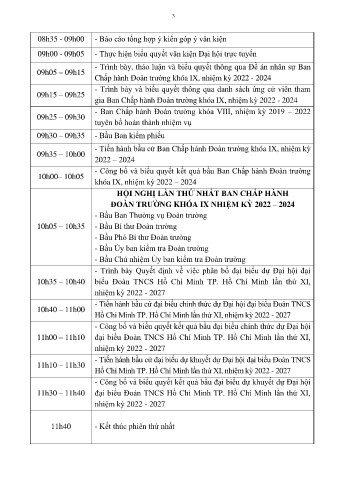 3
08h35 - 09h00 - Báo cáo tổng hợp ý kiến góp ý văn kiện
09h00 - 09h05 - Thực hiện biểu quyết văn kiện Đại hội trực tuyến
09h05 – 09h15 - Trình bày, thảo luận và biểu quyết thông qua Đề án nhân sự Ban
Chấp hành Đoàn trường khóa IX, nhiệm kỳ 2022 - 2024
09h15 – 09h25 - Trình bày và biểu quyết thông qua danh sách ứng cử viên tham
gia Ban Chấp hành Đoàn trường khóa IX, nhiệm kỳ 2022 - 2024
09h25 – 09h30 - Ban Chấp hành Đoàn trường khóa VIII, nhiệm kỳ 2019 – 2022
tuyên bố hoàn thành nhiệm vụ
09h30 – 09h35 - Bầu Ban kiểm phiếu
09h35 – 10h00 - Tiến hành bầu cử Ban Chấp hành Đoàn trường khóa IX, nhiệm kỳ
2022 – 2024
10h00– 10h05 - Công bố và biểu quyết kết quả bầu Ban Chấp hành Đoàn trường
khóa IX, nhiệm kỳ 2022 – 2024
HỘI NGHỊ LẦN THỨ NHẤT BAN CHẤP HÀNH
ĐOÀN TRƯỜNG KHÓA IX NHIỆM KỲ 2022 – 2024
- Bầu Ban Thường vụ Đoàn trường
10h05 – 10h35 - Bầu Bí thư Đoàn trường
- Bầu Phó Bí thư Đoàn trường
- Bầu Ủy ban kiểm tra Đoàn trường
- Bầu Chủ nhiệm Ủy ban kiểm tra Đoàn trường
10h35 – 10h40 - Trình bày Quyết định về việc phân bổ đại biểu dự Đại hội đại
biểu Đoàn TNCS Hồ Chí Minh TP. Hồ Chí Minh lần thứ XI,
nhiệm kỳ 2022 - 2027
10h40 – 11h00 - Tiến hành bầu cử đại biểu chính thức dự Đại hội đại biểu Đoàn TNCS
Hồ Chí Minh TP. Hồ Chí Minh lần thứ XI, nhiệm kỳ 2022 - 2027
11h00 – 11h10 - Công bố và biểu quyết kết quả bầu đại biểu chính thức dự Đại hội
đại biểu Đoàn TNCS Hồ Chí Minh TP. Hồ Chí Minh lần thứ XI,
nhiệm kỳ 2022 - 2027
11h10 – 11h30 - Tiến hành bầu cử đại biểu dự khuyết dự Đại hội đại biểu Đoàn TNCS
Hồ Chí Minh TP. Hồ Chí Minh lần thứ XI, nhiệm kỳ 2022 - 2027
11h30 – 11h40 - Công bố và biểu quyết kết quả bầu đại biểu dự khuyết dự Đại hội
đại biểu Đoàn TNCS Hồ Chí Minh TP. Hồ Chí Minh lần thứ XI,
nhiệm kỳ 2022 - 2027
11h40 - Kết thúc phiên thứ nhất